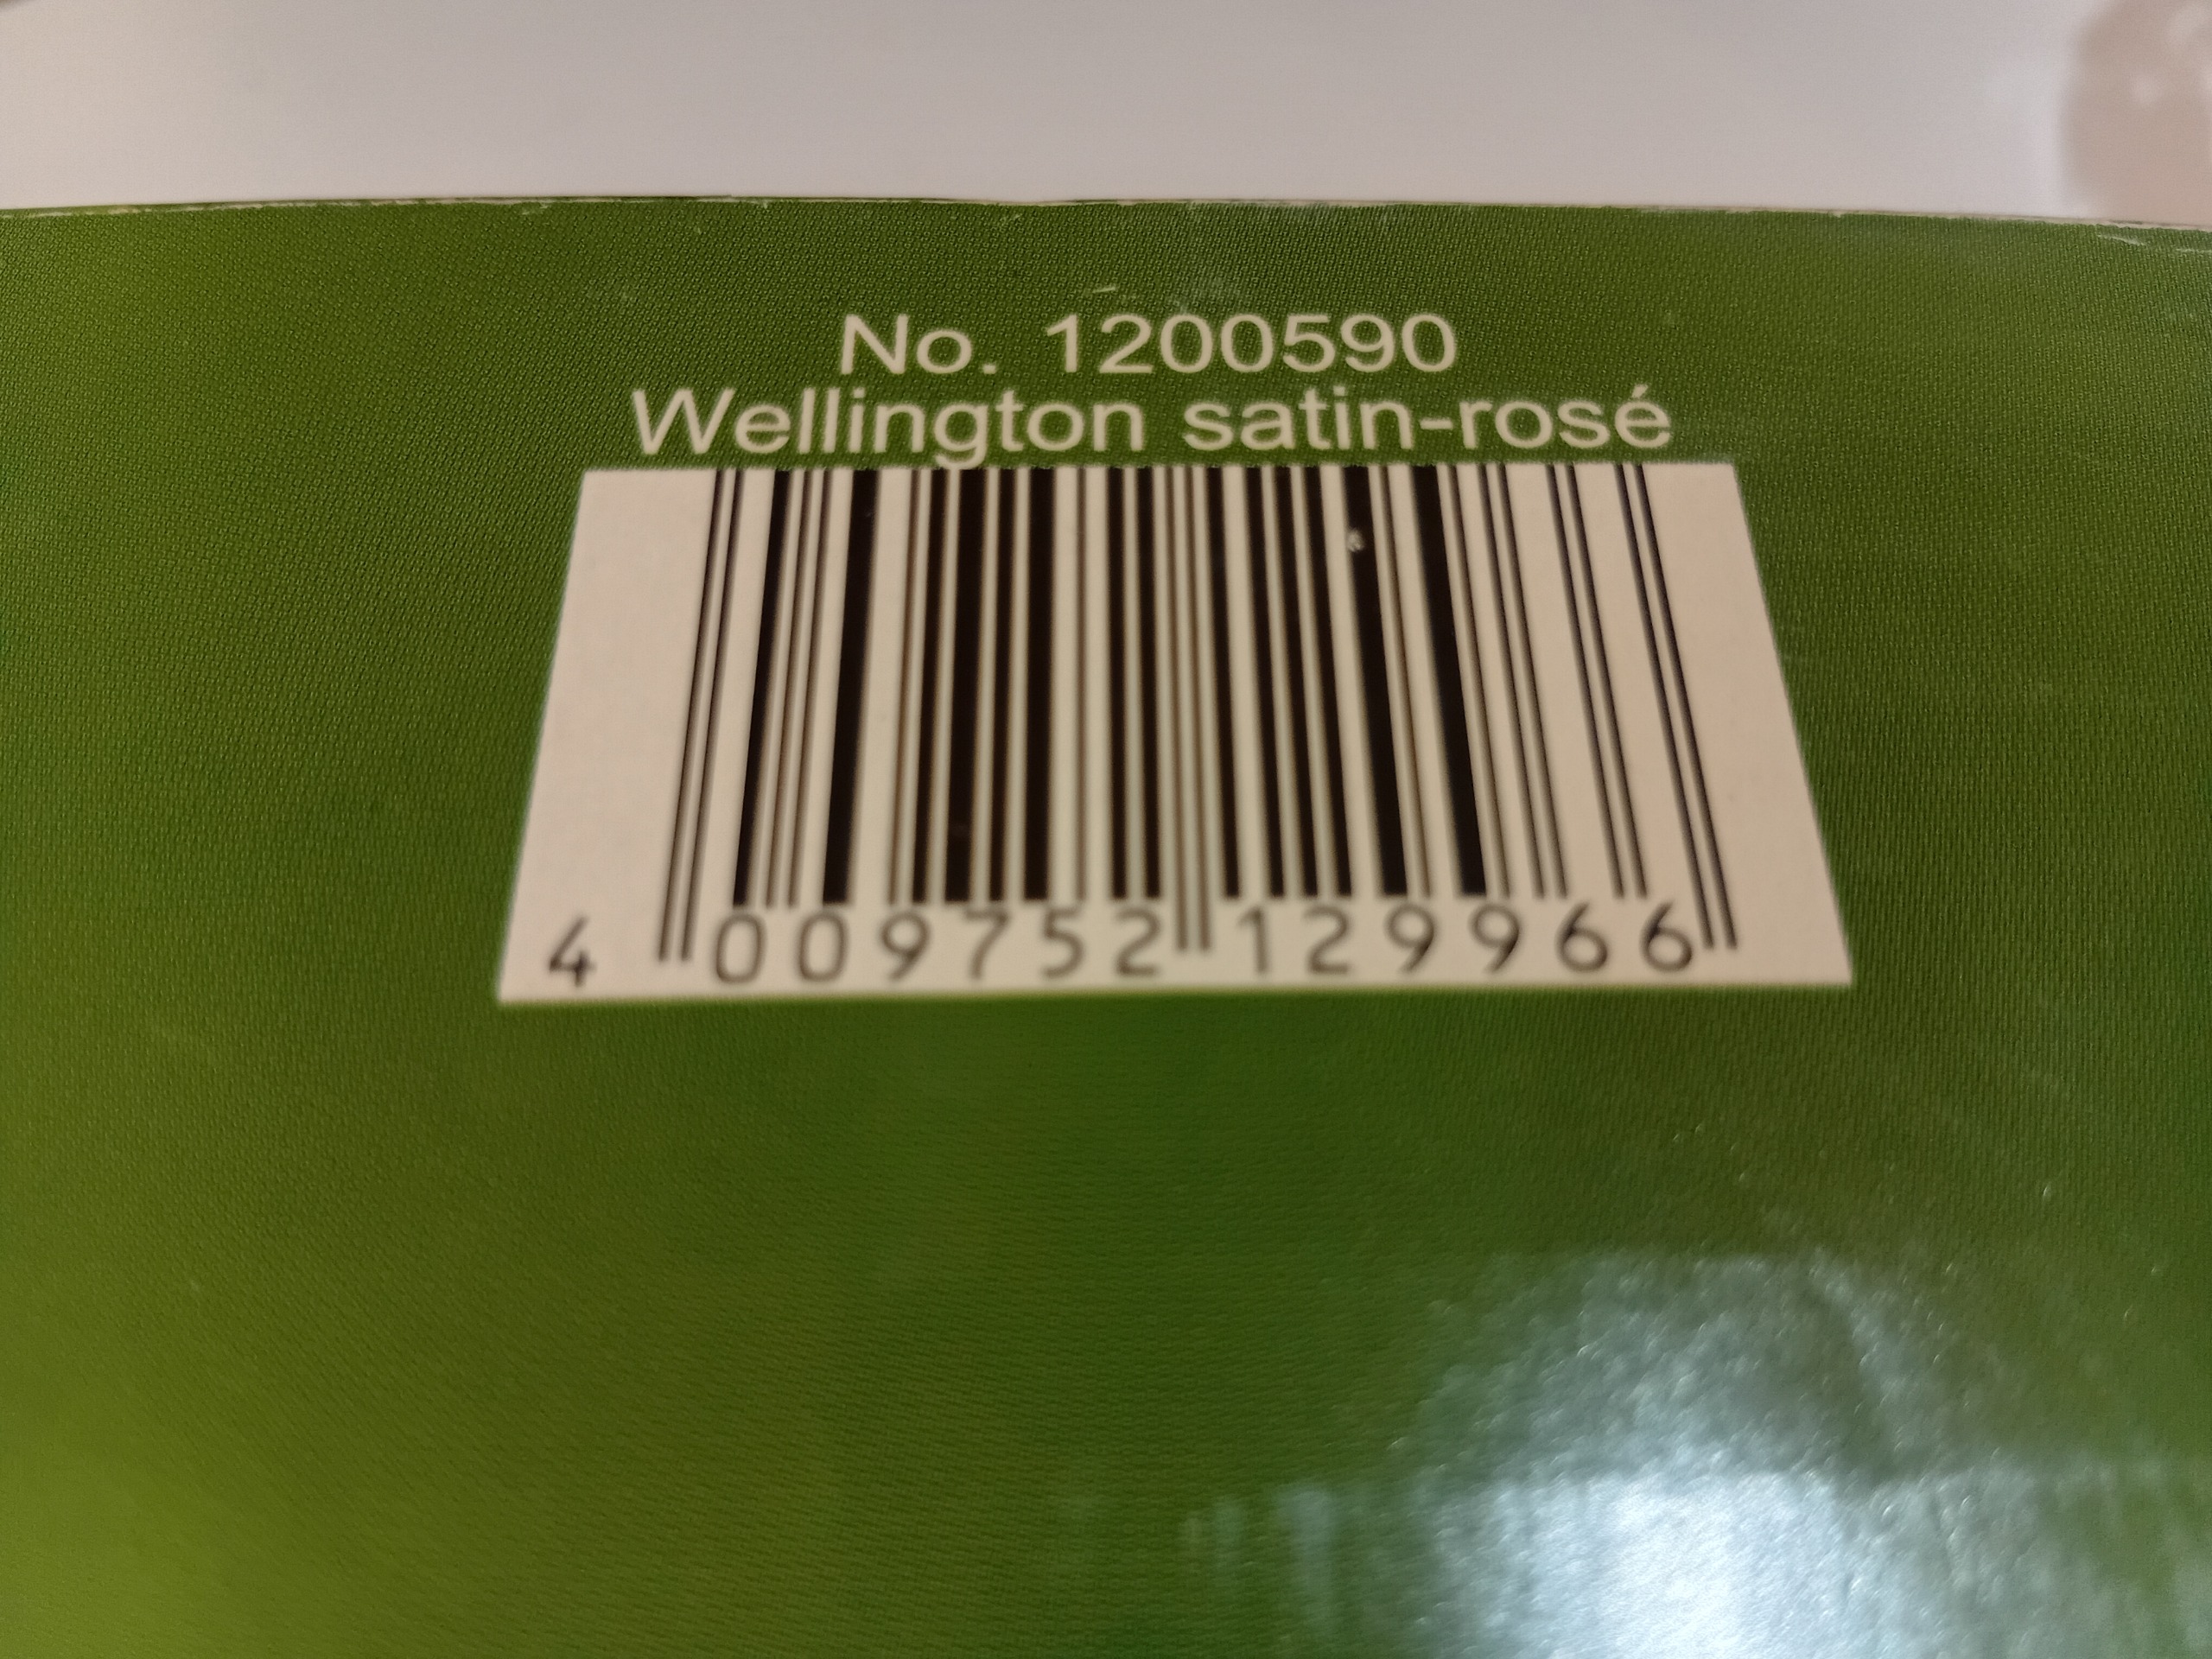 No. 1200590
Wellington satin-rosé
4 009752 129966